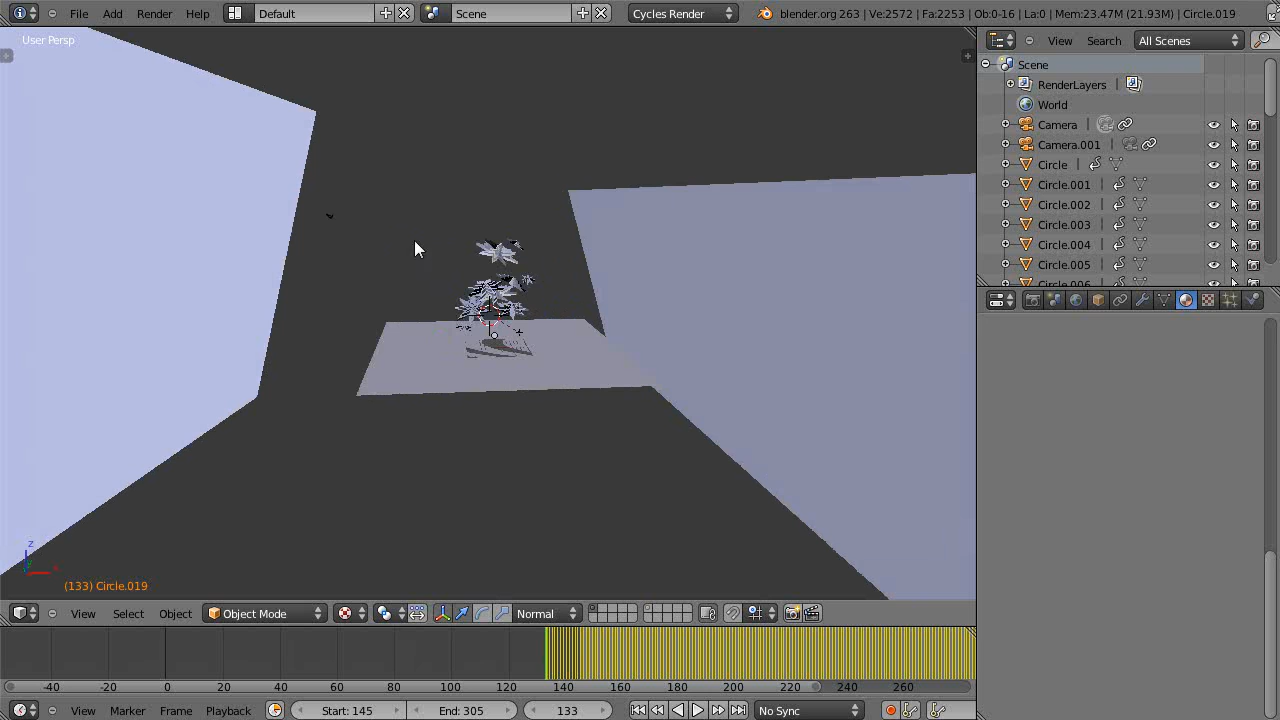 File Add Render Help Default Scene Cycles Render blender.org 263 | Ve:2572 | Fa:2253 | Ob:0-16 | La:0 | Mem:23.47M (21.93M) | Circle.019
User Persp
View Search All Scenes
Scene
RenderLayers
World
Camera
Camera.001
Circle
Circle.001
Circle.002
Circle.003
Circle.004
Circle.005
Circle.006
z
x
(133) Circle.019
View Select Object Object Mode Normal
-40 -20 0 20 40 60 80 100 120 140 160 180 200 220 240 260
View Marker Frame Playback Start: 145 End: 305 133 No Sync